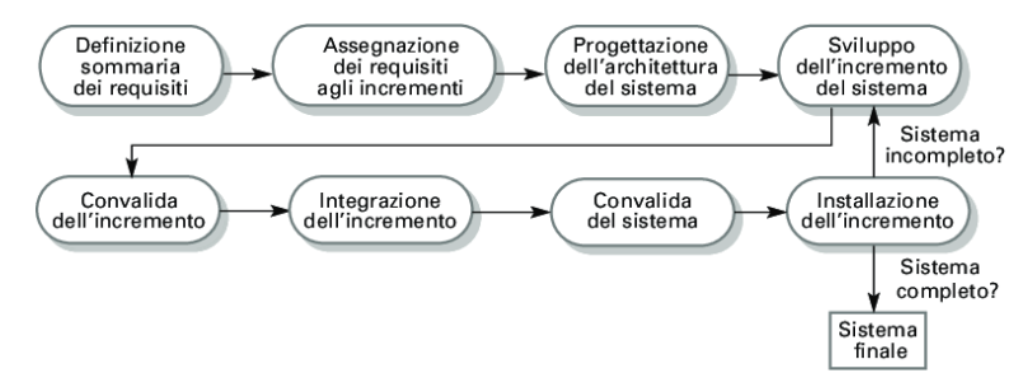 Definizione
sommaria
dei requisiti
Assegnazione
dei requisiti
agli incrementi
Progettazione
dell'architettura
del sistema
Sviluppo
dell'incremento
del sistema
Sistema
incompleto?
Convalida
dell'incremento
Integrazione
dell'incremento
Convalida
del sistema
Installazione
dell'incremento
Sistema
completo?
Sistema
finale